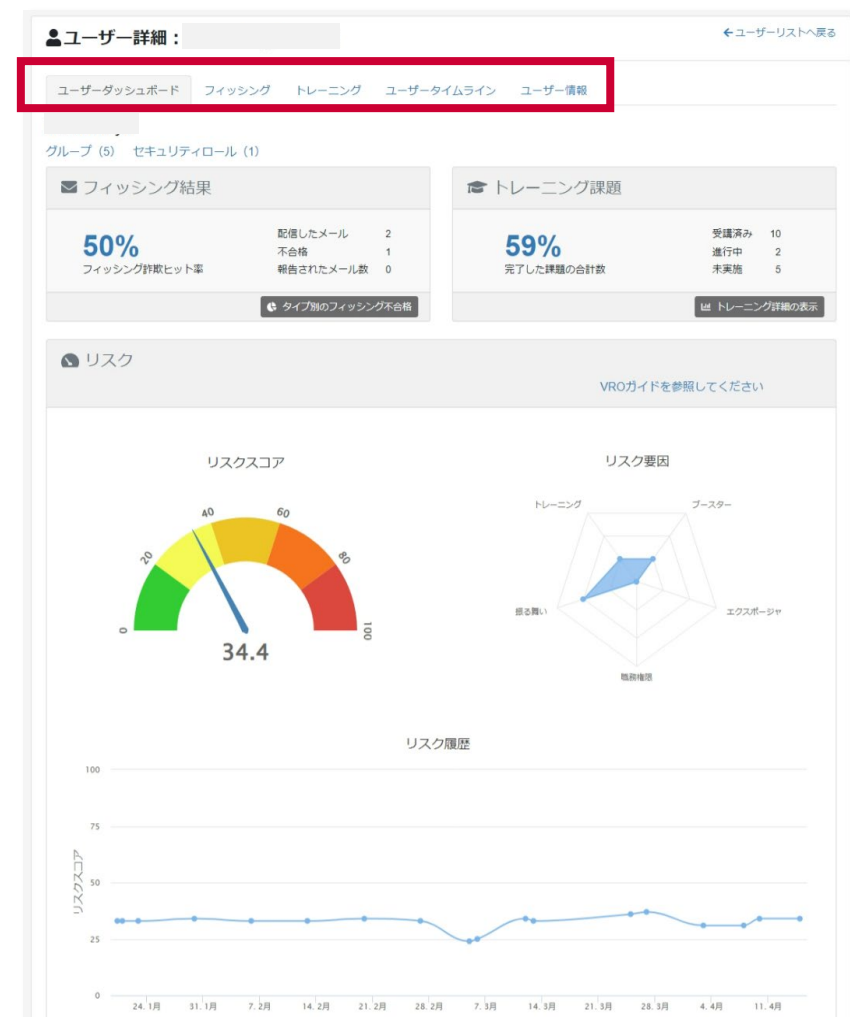 ユーザー詳細：
ユーザーリストへ戻る
ユーザーダッシュボード フィッシング トレーニング ユーザータイムライン ユーザー情報
グループ (5) セキュリティロール (1)
フィッシング結果
50%
フィッシング詐欺ヒット率
配信したメール 2
不合格 1
報告されたメール数 0
タイプ別のフィッシング不合格
トレーニング課題
59%
完了した課題の合計数
受講済み 10
進行中 2
未実施 5
トレーニング詳細の表示
リスク
VROガイドを参照してください
リスクスコア
0 20 40 60 80 100
34.4
リスク要因
トレーニング ブースター
振る舞い エクスポージャ
職務権限
リスク履歴
リスクスコア
100
75
50
25
0
24. 1月 31. 1月 7. 2月 14. 2月 21. 2月 28. 2月 7. 3月 14. 3月 21. 3月 28. 3月 4. 4月 11. 4月